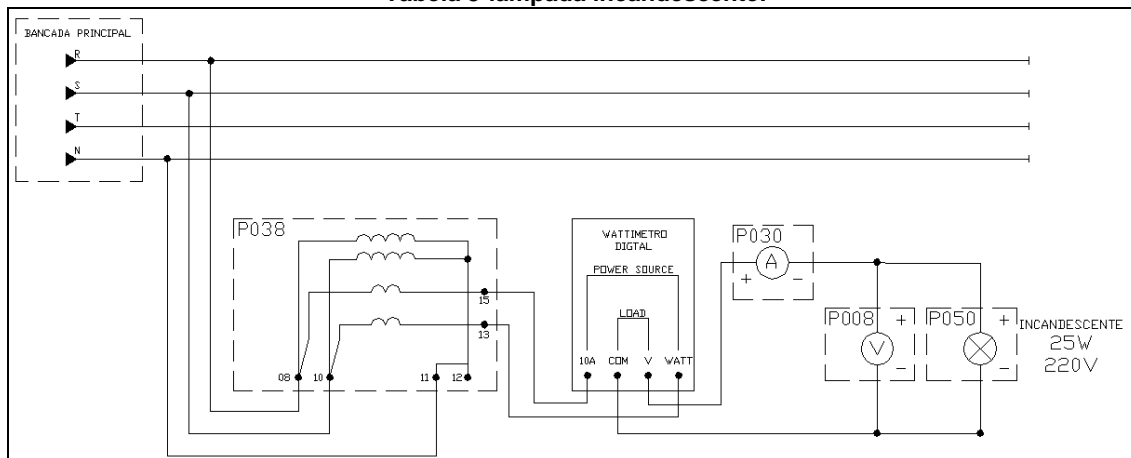 Tabela 5-lâmpada incandescente.
BANCADA PRINCIPAL
R
S
T
N
P038
15
13
08
10
11
12
WATTIMETRO
DIGTAL
POWER SOURCE
LOAD
10A COM V WATT
P030
A
+ -
P008 +
V
-
P050 +
-
INCANDESCENTE
25W
220V